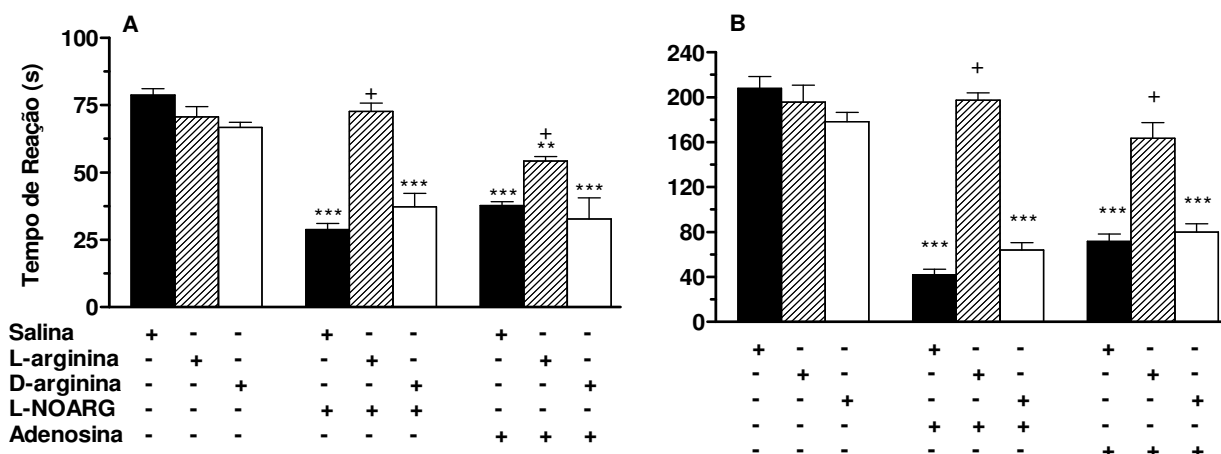 A
B
Tempo de Reação (s)
100
75
50
25
0
*** + *** *** + ** ***
240
200
160
120
80
40
0
*** + *** *** + ***
Salina + - - + - - + - -
L-arginina - + - - + - - + -
D-arginina - - + - - + - - +
L-NOARG - - - + + + - - -
Adenosina - - - - - - + + +
+ - - + - - + - -
- + - - + - - + -
- - + - - + - - +
- - - + + + - - -
- - - - - - + + +